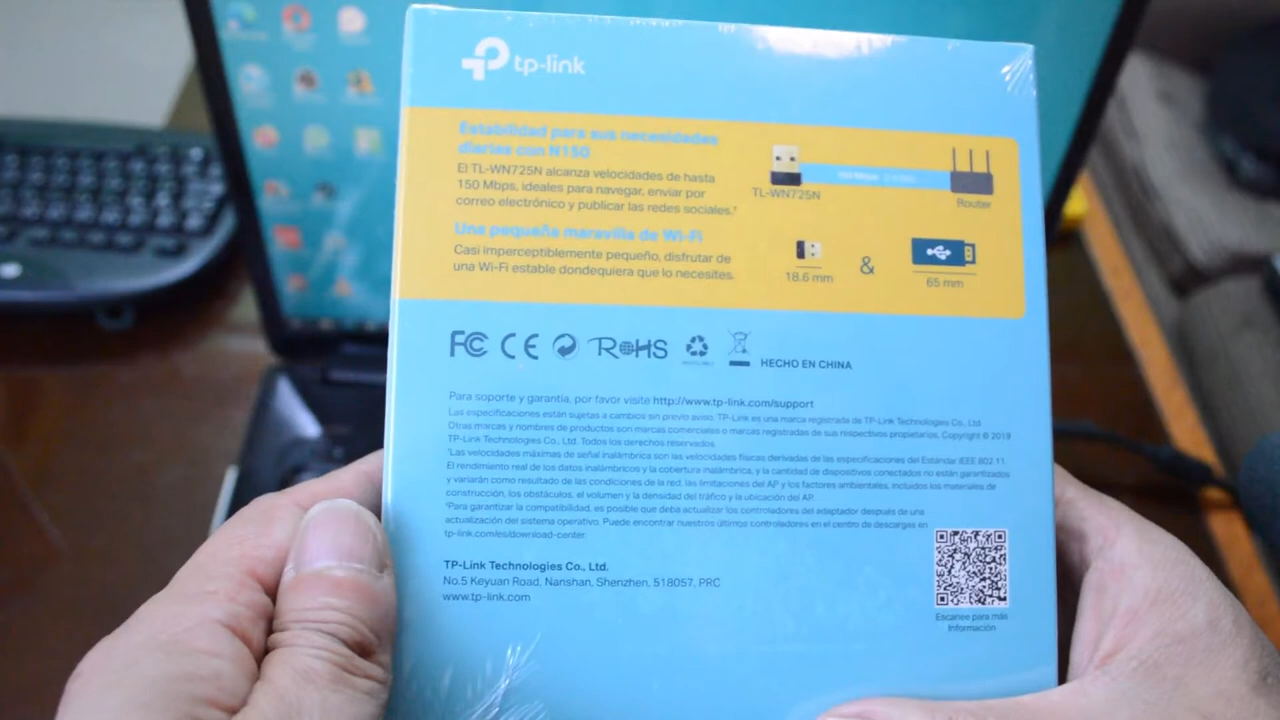 tp-link
Estabilidad para sus necesidades
diarias con N150
El TL-WN725N alcanza velocidades de hasta
150 Mbps, ideales para navegar, enviar por
correo electrónico y publicar las redes sociales.¹
TL-WN725N
Router
Una pequeña maravilla de Wi-Fi
Casi imperceptiblemente pequeño, disfrutar de
una Wi-Fi estable dondequiera que lo necesites.
18.6 mm
&
65 mm
FC CE RoHS
HECHO EN CHINA
Para soporte y garantía, por favor visite http://www.tp-link.com/support
Las especificaciones están sujetas a cambios sin previo aviso. TP-Link es una marca registrada de TP-Link Technologies Co., Ltd
Otras marcas y nombres de productos son marcas comerciales o marcas registradas de sus respectivos propietarios. Copyright © 2019
TP-Link Technologies Co., Ltd. Todos los derechos reservados.
¹Las velocidades máximas de señal inalámbrica son las velocidades físicas derivadas de las especificaciones del Estándar IEEE 802.11.
El rendimiento real de los datos inalámbricos y la cobertura inalámbrica, y la cantidad de dispositivos conectados no están garantizados
y variarán como resultado de las condiciones de la red, las limitaciones del AP y los factores ambientales, incluidos los materiales de
construcción, los obstáculos, el volumen y la densidad del tráfico y la ubicación del AP.
²Para garantizar la compatibilidad, es posible que deba actualizar los controladores del adaptador después de una
actualización del sistema operativo. Puede encontrar nuestros últimos controladores en el centro de descargas en
tp-link.com/es/download-center.
TP-Link Technologies Co., Ltd.
No.5 Keyuan Road, Nanshan, Shenzhen, 518057, PRC
www.tp-link.com
Escanee para más
Información